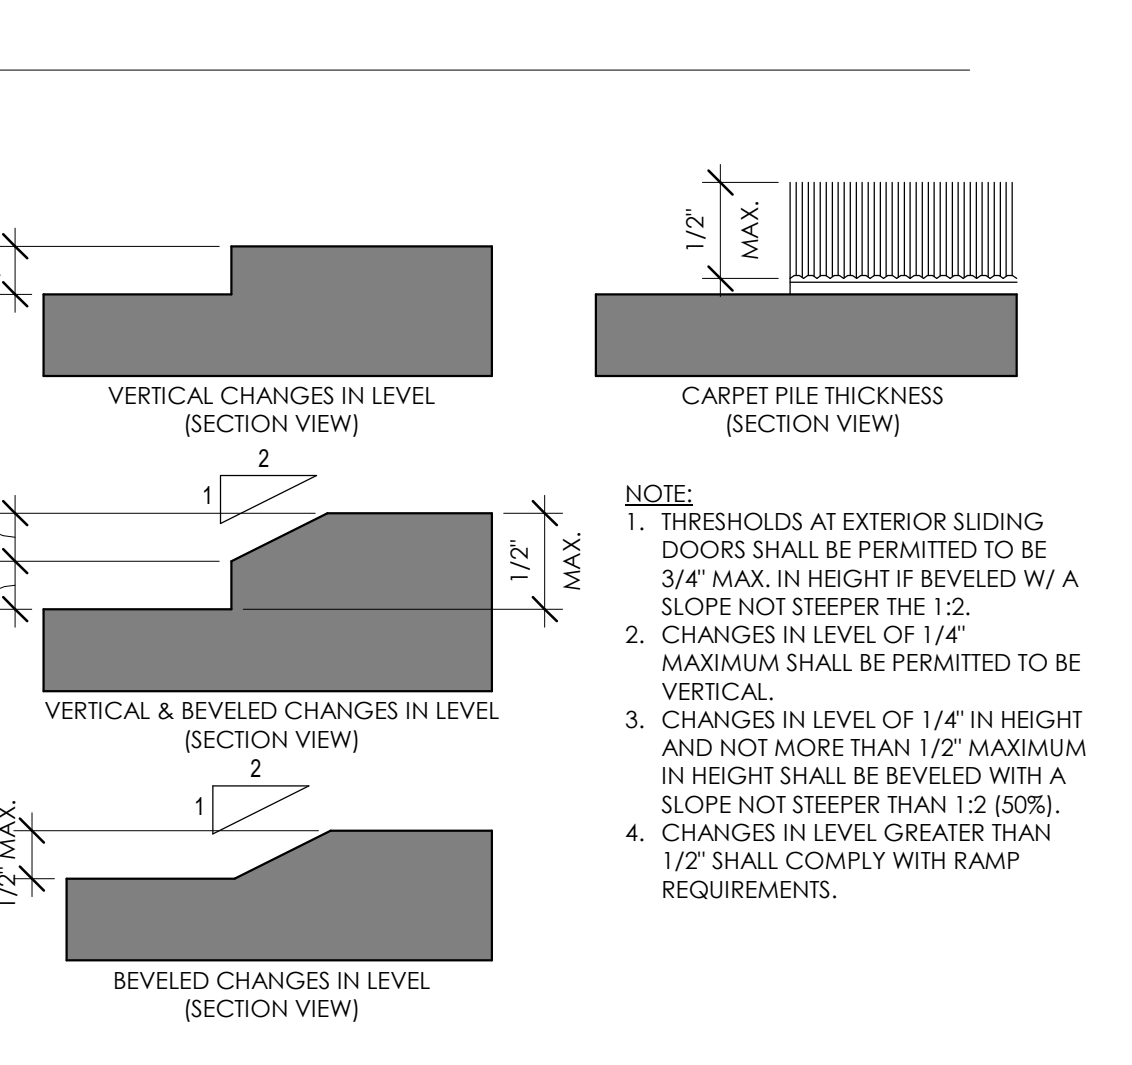 1/2"
MAX.
VERTICAL CHANGES IN LEVEL
(SECTION VIEW)
CARPET PILE THICKNESS
(SECTION VIEW)
2
1
1/2"
MAX.
VERTICAL & BEVELED CHANGES IN LEVEL
(SECTION VIEW)
2
1
1/2" MAX.
BEVELED CHANGES IN LEVEL
(SECTION VIEW)
NOTE:
1. THRESHOLDS AT EXTERIOR SLIDING
DOORS SHALL BE PERMITTED TO BE
3/4" MAX. IN HEIGHT IF BEVELED W/ A
SLOPE NOT STEEPER THE 1:2.
2. CHANGES IN LEVEL OF 1/4"
MAXIMUM SHALL BE PERMITTED TO BE
VERTICAL.
3. CHANGES IN LEVEL OF 1/4" IN HEIGHT
AND NOT MORE THAN 1/2" MAXIMUM
IN HEIGHT SHALL BE BEVELED WITH A
SLOPE NOT STEEPER THAN 1:2 (50%).
4. CHANGES IN LEVEL GREATER THAN
1/2" SHALL COMPLY WITH RAMP
REQUIREMENTS.